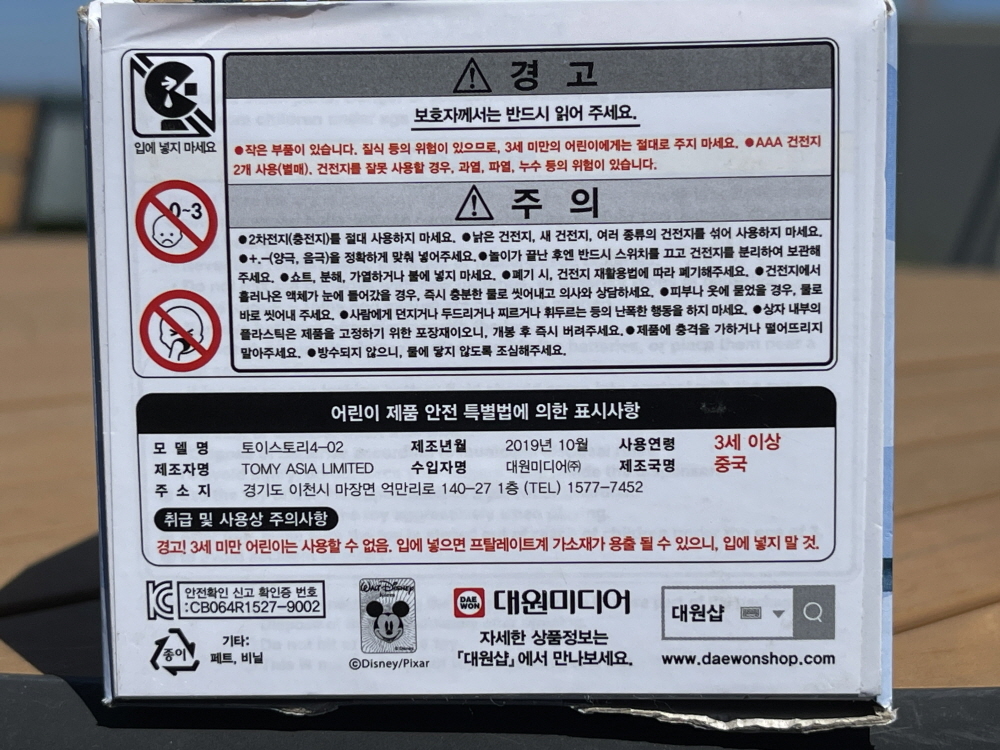 입에 넣지 마세요
0~3
⚠ 경 고
보호자께서는 반드시 읽어 주세요.
●작은 부품이 있습니다. 질식 등의 위험이 있으므로, 3세 미만의 어린이에게는 절대로 주지 마세요. ●AAA 건전지
2개 사용(별매). 건전지를 잘못 사용할 경우, 과열, 파열, 누수 등의 위험이 있습니다.
⚠ 주 의
●2차전지(충전지)를 절대 사용하지 마세요. ●낡은 건전지, 새 건전지, 여러 종류의 건전지를 섞어 사용하지 마세요.
●+,-(양극, 음극)을 정확하게 맞춰 넣어주세요.●놀이가 끝난 후엔 반드시 스위치를 끄고 건전지를 분리하여 보관해
주세요. ●쇼트, 분해, 가열하거나 불에 넣지 마세요. ●폐기 시, 건전지 재활용법에 따라 폐기해주세요. ●건전지에서
흘러나온 액체가 눈에 들어갔을 경우, 즉시 충분한 물로 씻어내고 의사와 상담하세요. ●피부나 옷에 묻었을 경우, 물로
바로 씻어내 주세요. ●사람에게 던지거나 두드리거나 찌르거나 휘두르는 등의 난폭한 행동을 하지 마세요. ●상자 내부의
플라스틱은 제품을 고정하기 위한 포장재이오니, 개봉 후 즉시 버려주세요.●제품에 충격을 가하거나 떨어뜨리지
말아주세요. ●방수되지 않으니, 물에 닿지 않도록 조심해주세요.
어린이 제품 안전 특별법에 의한 표시사항
모 델 명 토이스토리4-02 제조년월 2019년 10월 사용연령 3세 이상
제조자명 TOMY ASIA LIMITED 수입자명 대원미디어㈜ 제조국명 중국
주 소 지 경기도 이천시 마장면 억만리로 140-27 1층 (TEL) 1577-7452
취급 및 사용상 주의사항
경고! 3세 미만 어린이는 사용할 수 없음. 입에 넣으면 프탈레이트계 가소제가 용출 될 수 있으니, 입에 넣지 말 것.
안전확인 신고 확인증 번호
:CB064R1527-9002
종이
기타:
페트, 비닐
WALT DISNEY
©Disney/Pixar
DAE WON 대원미디어
자세한 상품정보는
「대원샵」에서 만나보세요.
대원샵
www.daewonshop.com